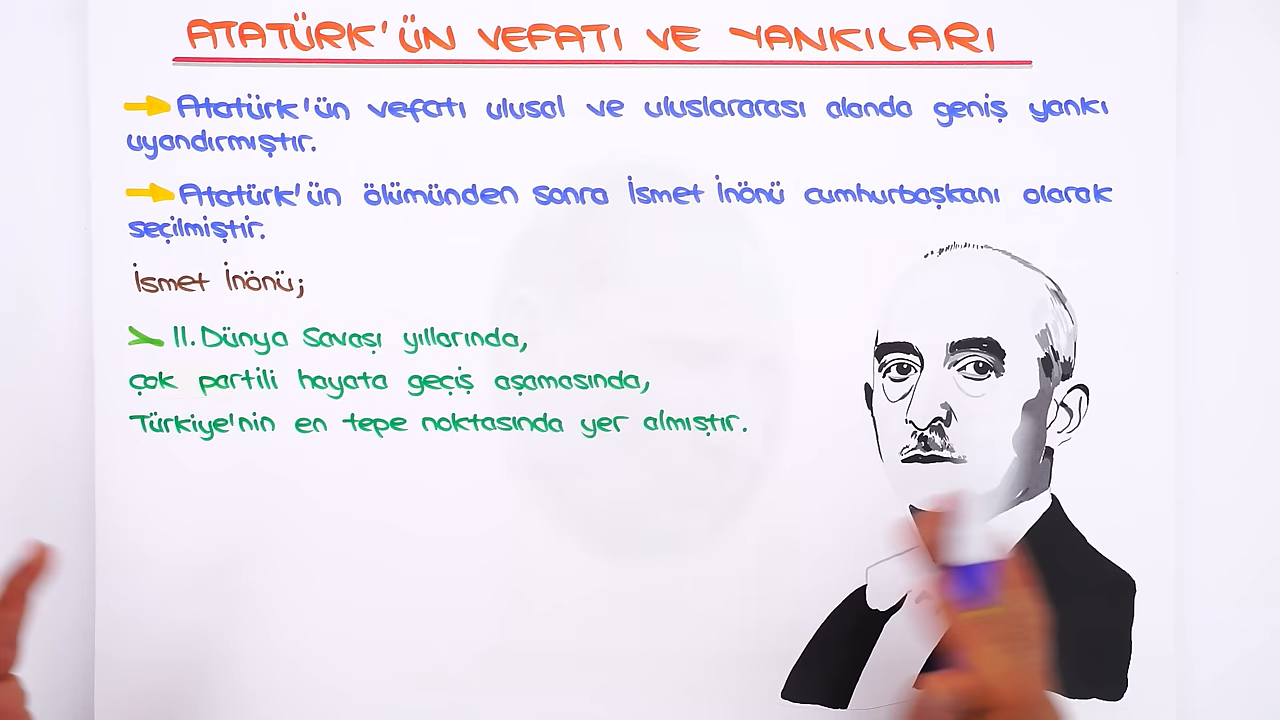 ATATÜRK'ÜN VEFATI VE YANKILARI
Atatürk'ün vefatı ulusal ve uluslararası alanda geniş yankı
uyandırmıştır.
Atatürk'ün ölümünden sonra İsmet İnönü cumhurbaşkanı olarak
seçilmiştir.
İsmet İnönü;
II. Dünya Savaşı yıllarında,
çok partili hayata geçiş aşamasında,
Türkiye'nin en tepe noktasında yer almıştır.